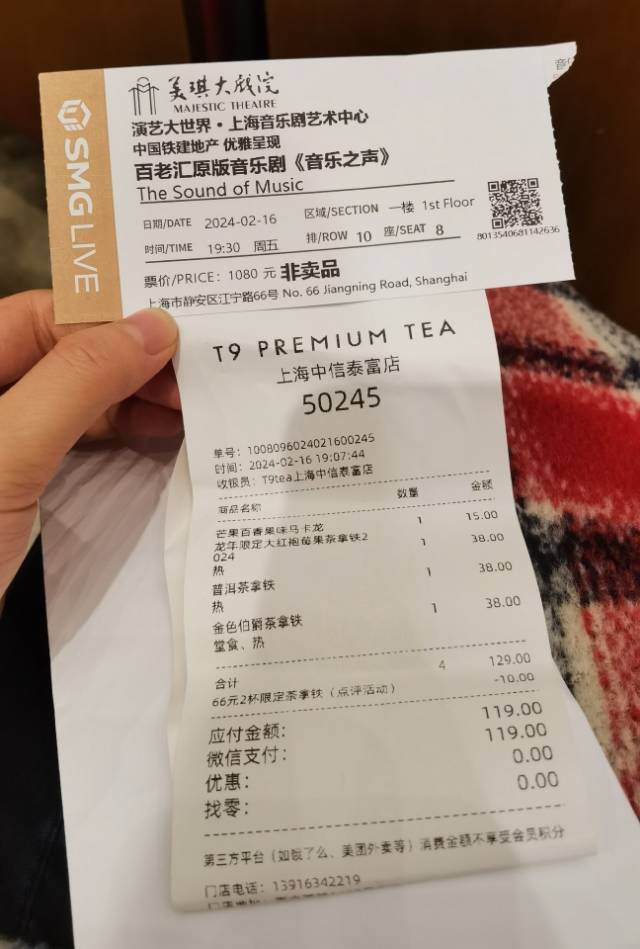 SMG LIVE
美琪大戏院
MAJESTIC THEATRE
演艺大世界·上海音乐剧艺术中心
中国铁建地产 优雅呈现
百老汇原版音乐剧《音乐之声》
The Sound of Music
日期/DATE 2024-02-16 区域/SECTION 一楼 1st Floor
时间/TIME 19:30 周五 排/ROW 10 座/SEAT 8
8013540681142636
票价/PRICE: 1080 元 非卖品
上海市静安区江宁路66号 No. 66 Jiangning Road, Shanghai
T9 PREMIUM TEA
上海中信泰富店
50245
单号: 1008096024021600245
时间: 2024-02-16 19:07:44
收银员: T9tea上海中信泰富店
商品名称 数量 金额
芒果百香果味马卡龙 1 15.00
龙年限定大红袍莓果茶拿铁2 1 38.00
024
热
普洱茶拿铁 1 38.00
热
金色伯爵茶拿铁 1 38.00
堂食、热
合计 4 129.00
66元2杯限定茶拿铁（点评活动） -10.00
应付金额: 119.00
微信支付: 119.00
优惠: 0.00
找零: 0.00
第三方平台（如饿了么、美团外卖等）消费金额不享受会员积分
门店电话: 13916342219